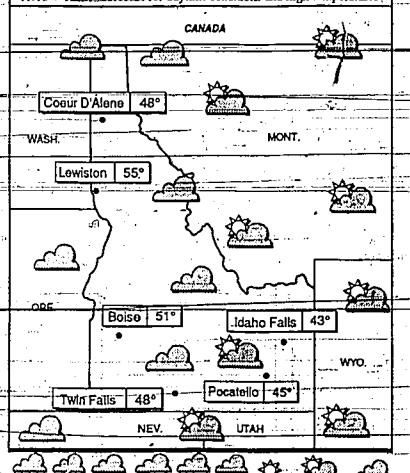 CANADA
Coeur D'Alene 48°
WASH.
MONT.
Lewiston 55°
ORE.
Boise 51°
Idaho Falls 43°
WYO.
Twin Falls 48°
Pocatello 45°
NEV.
UTAH